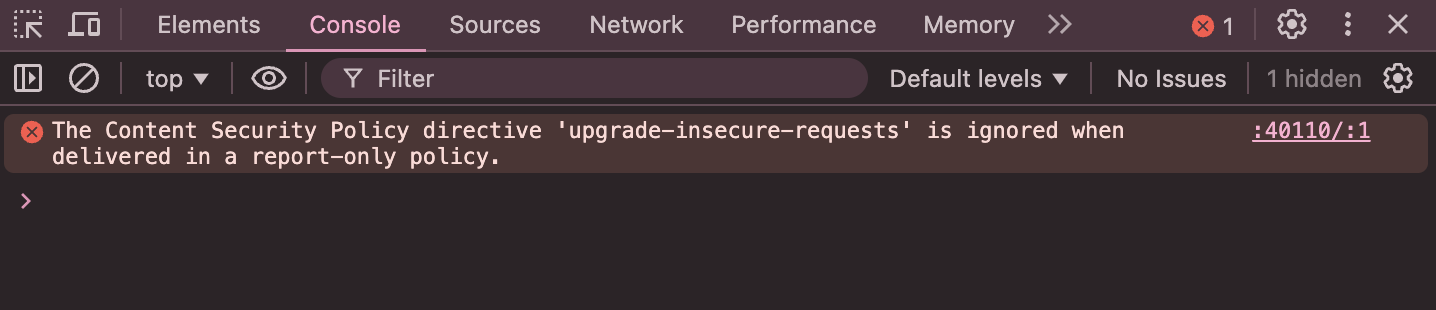 Elements Console Sources Network Performance Memory 1
top Filter Default levels No Issues 1 hidden
The Content Security Policy directive 'upgrade-insecure-requests' is ignored when :40110/:1
delivered in a report-only policy.